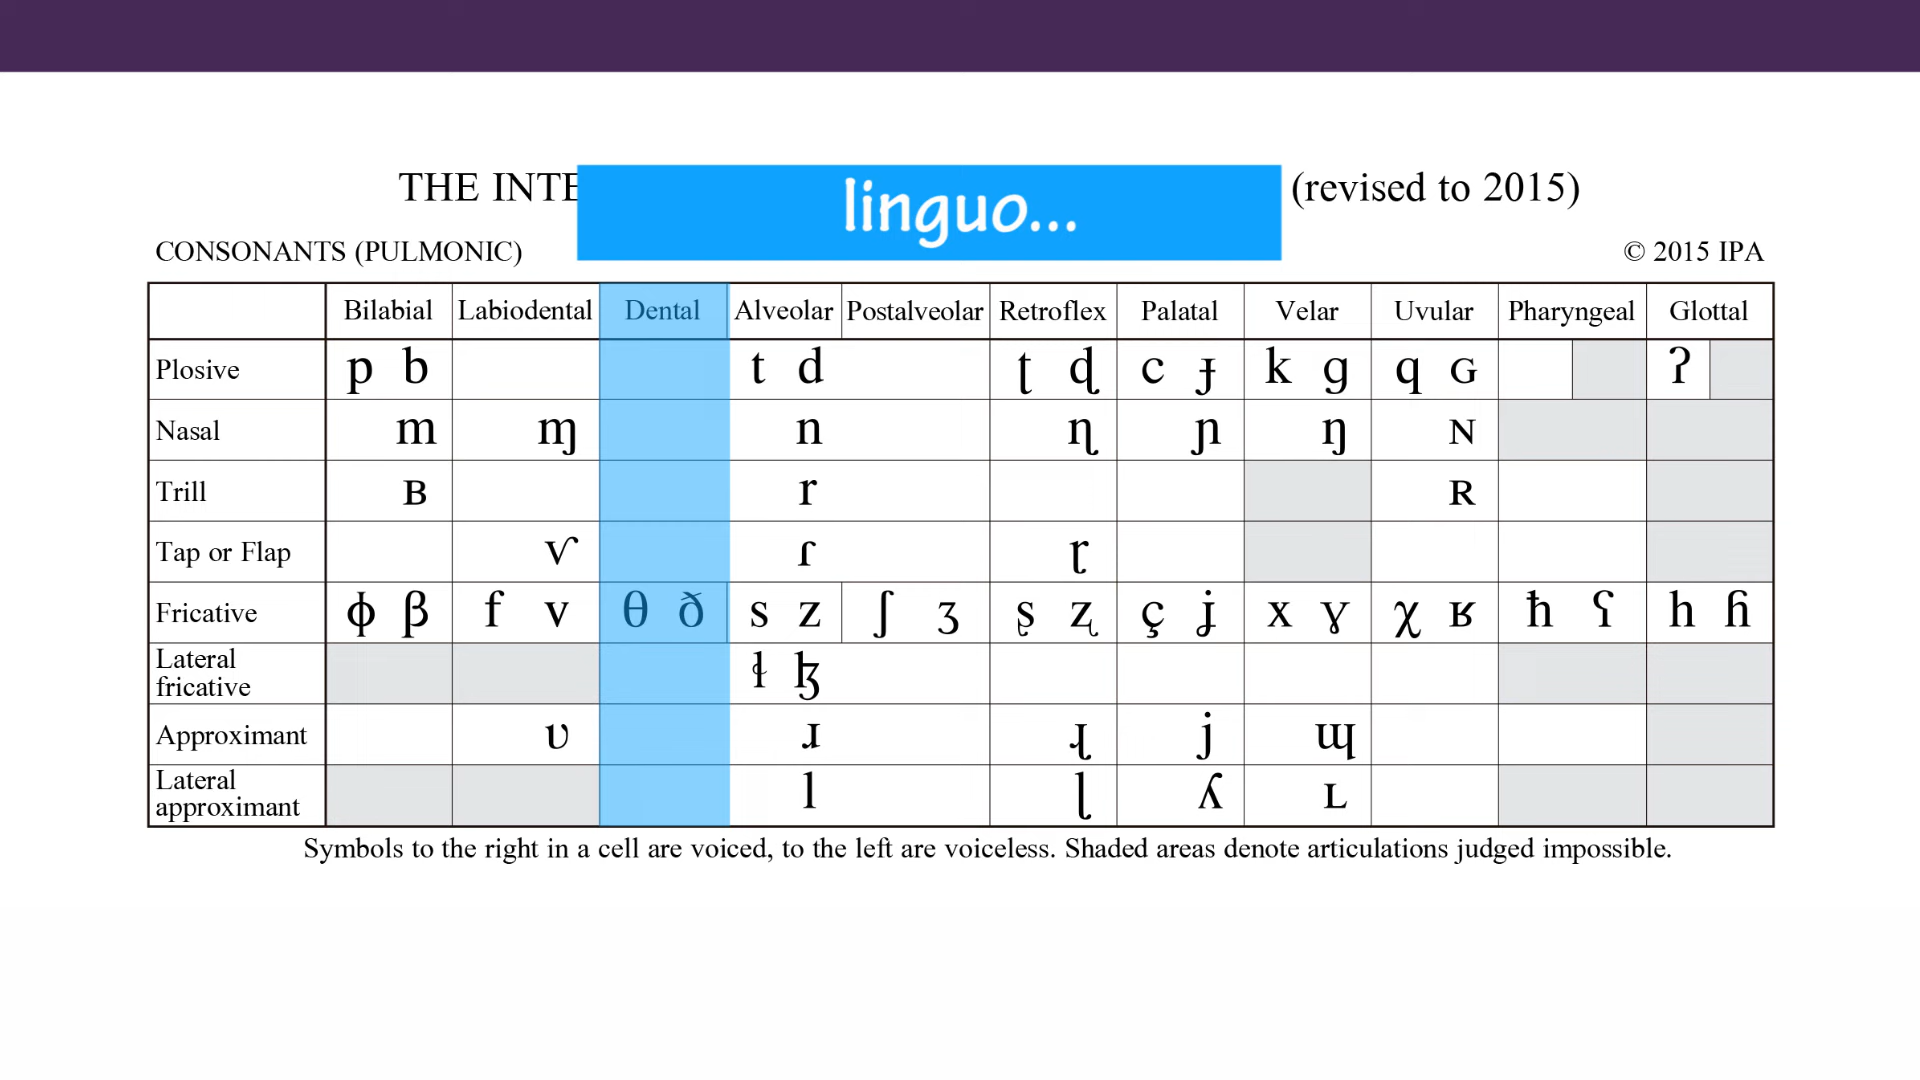 THE INTE linguo... (revised to 2015)
CONSONANTS (PULMONIC) © 2015 IPA
Bilabial Labiodental Dental Alveolar Postalveolar Retroflex Palatal Velar Uvular Pharyngeal Glottal
Plosive p b t d ʈ ɖ c ɟ k ɡ q ɢ ʔ
Nasal m ɱ n ɳ ɲ ŋ ɴ
Trill ʙ r ʀ
Tap or Flap ⱱ ɾ ɽ
Fricative ɸ β f v θ ð s z ʃ ʒ ʂ ʐ ç ʝ x ɣ χ ʁ ħ ʕ h ɦ
Lateral
fricative ɬ ɮ
Approximant ʋ ɹ ɻ j ɰ
Lateral
approximant l ɭ ʎ ʟ
Symbols to the right in a cell are voiced, to the left are voiceless. Shaded areas denote articulations judged impossible.